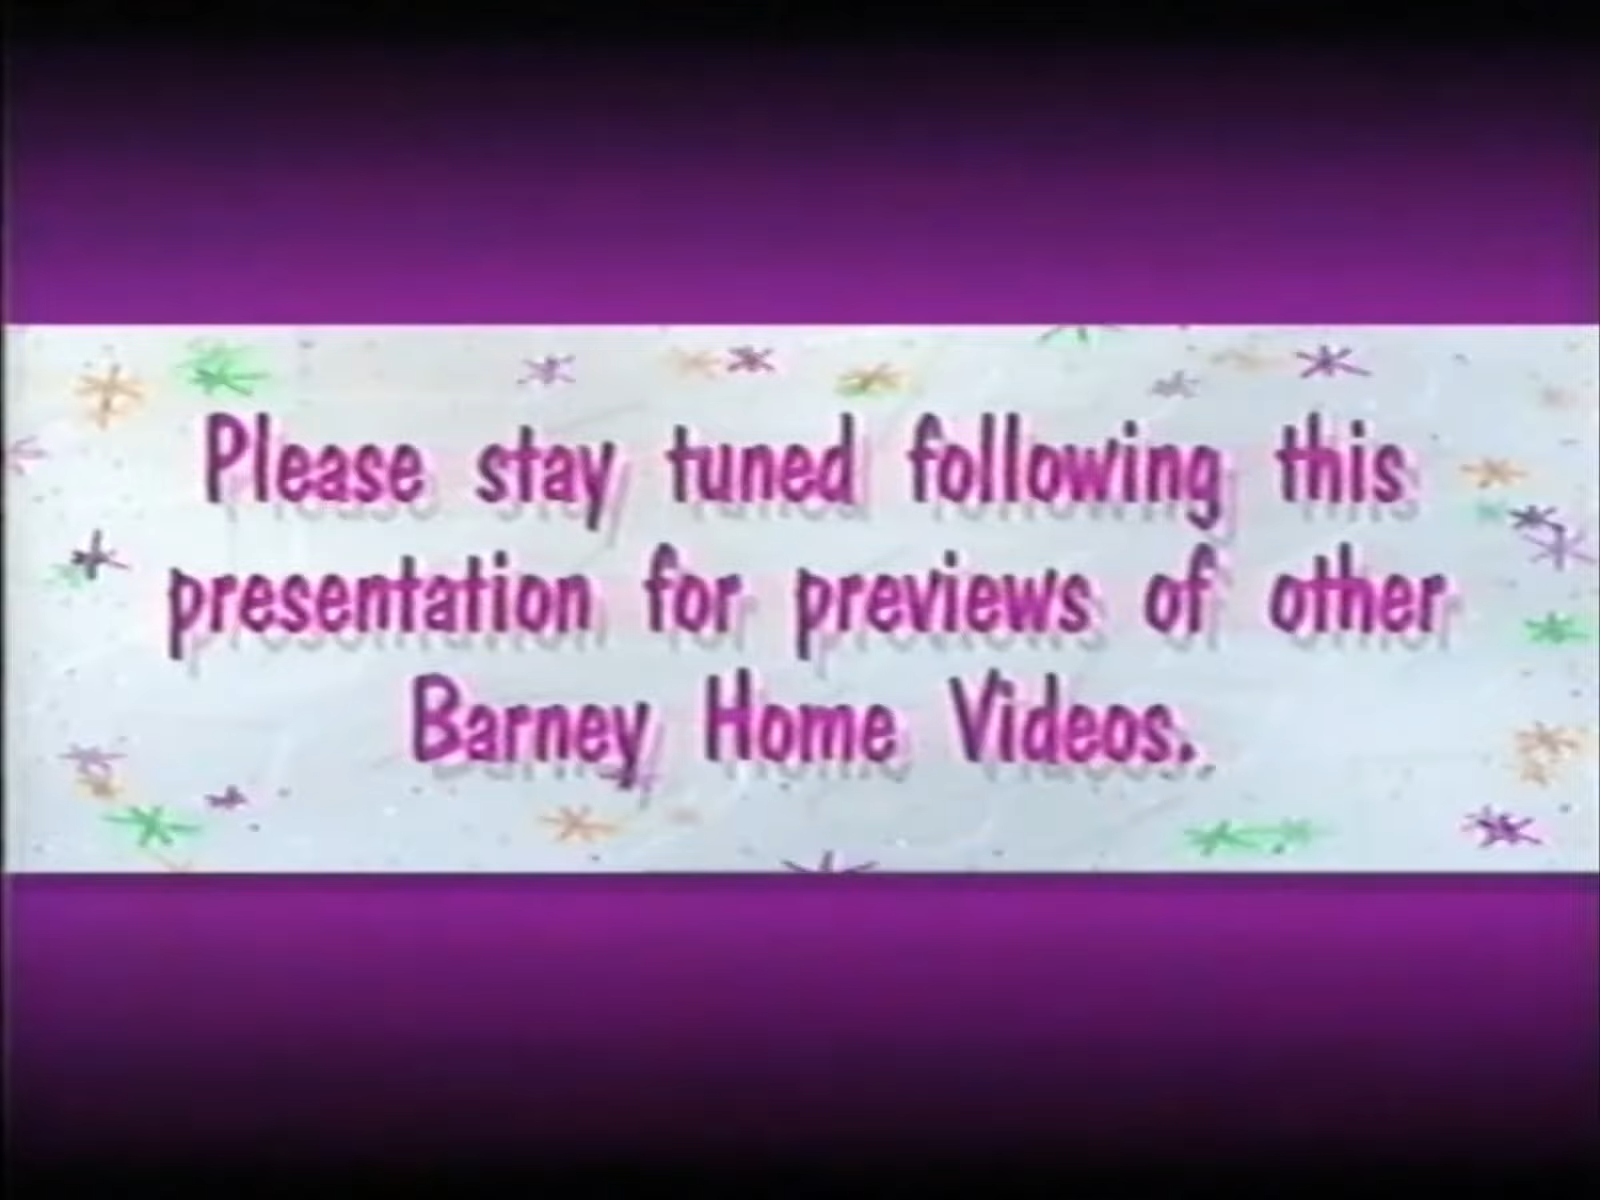 Please stay tuned following this
presentation for previews of other
Barney Home Videos.